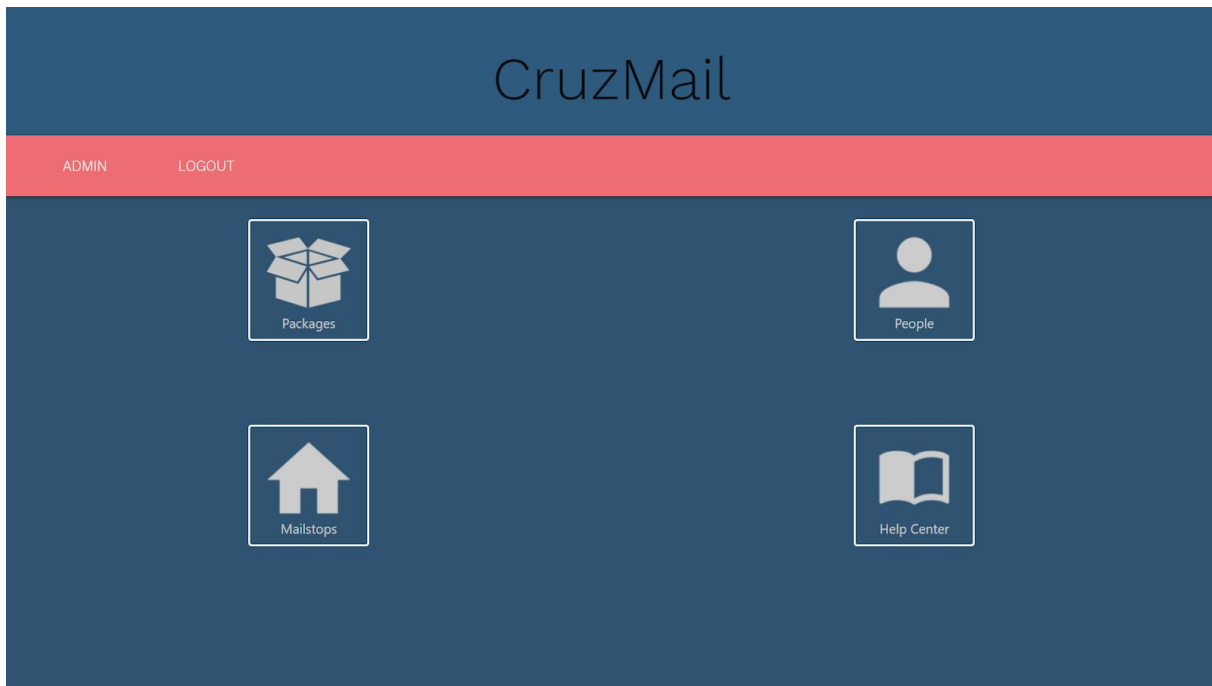 CruzMail
ADMIN LOGOUT
Packages
People
Mailstops
Help Center